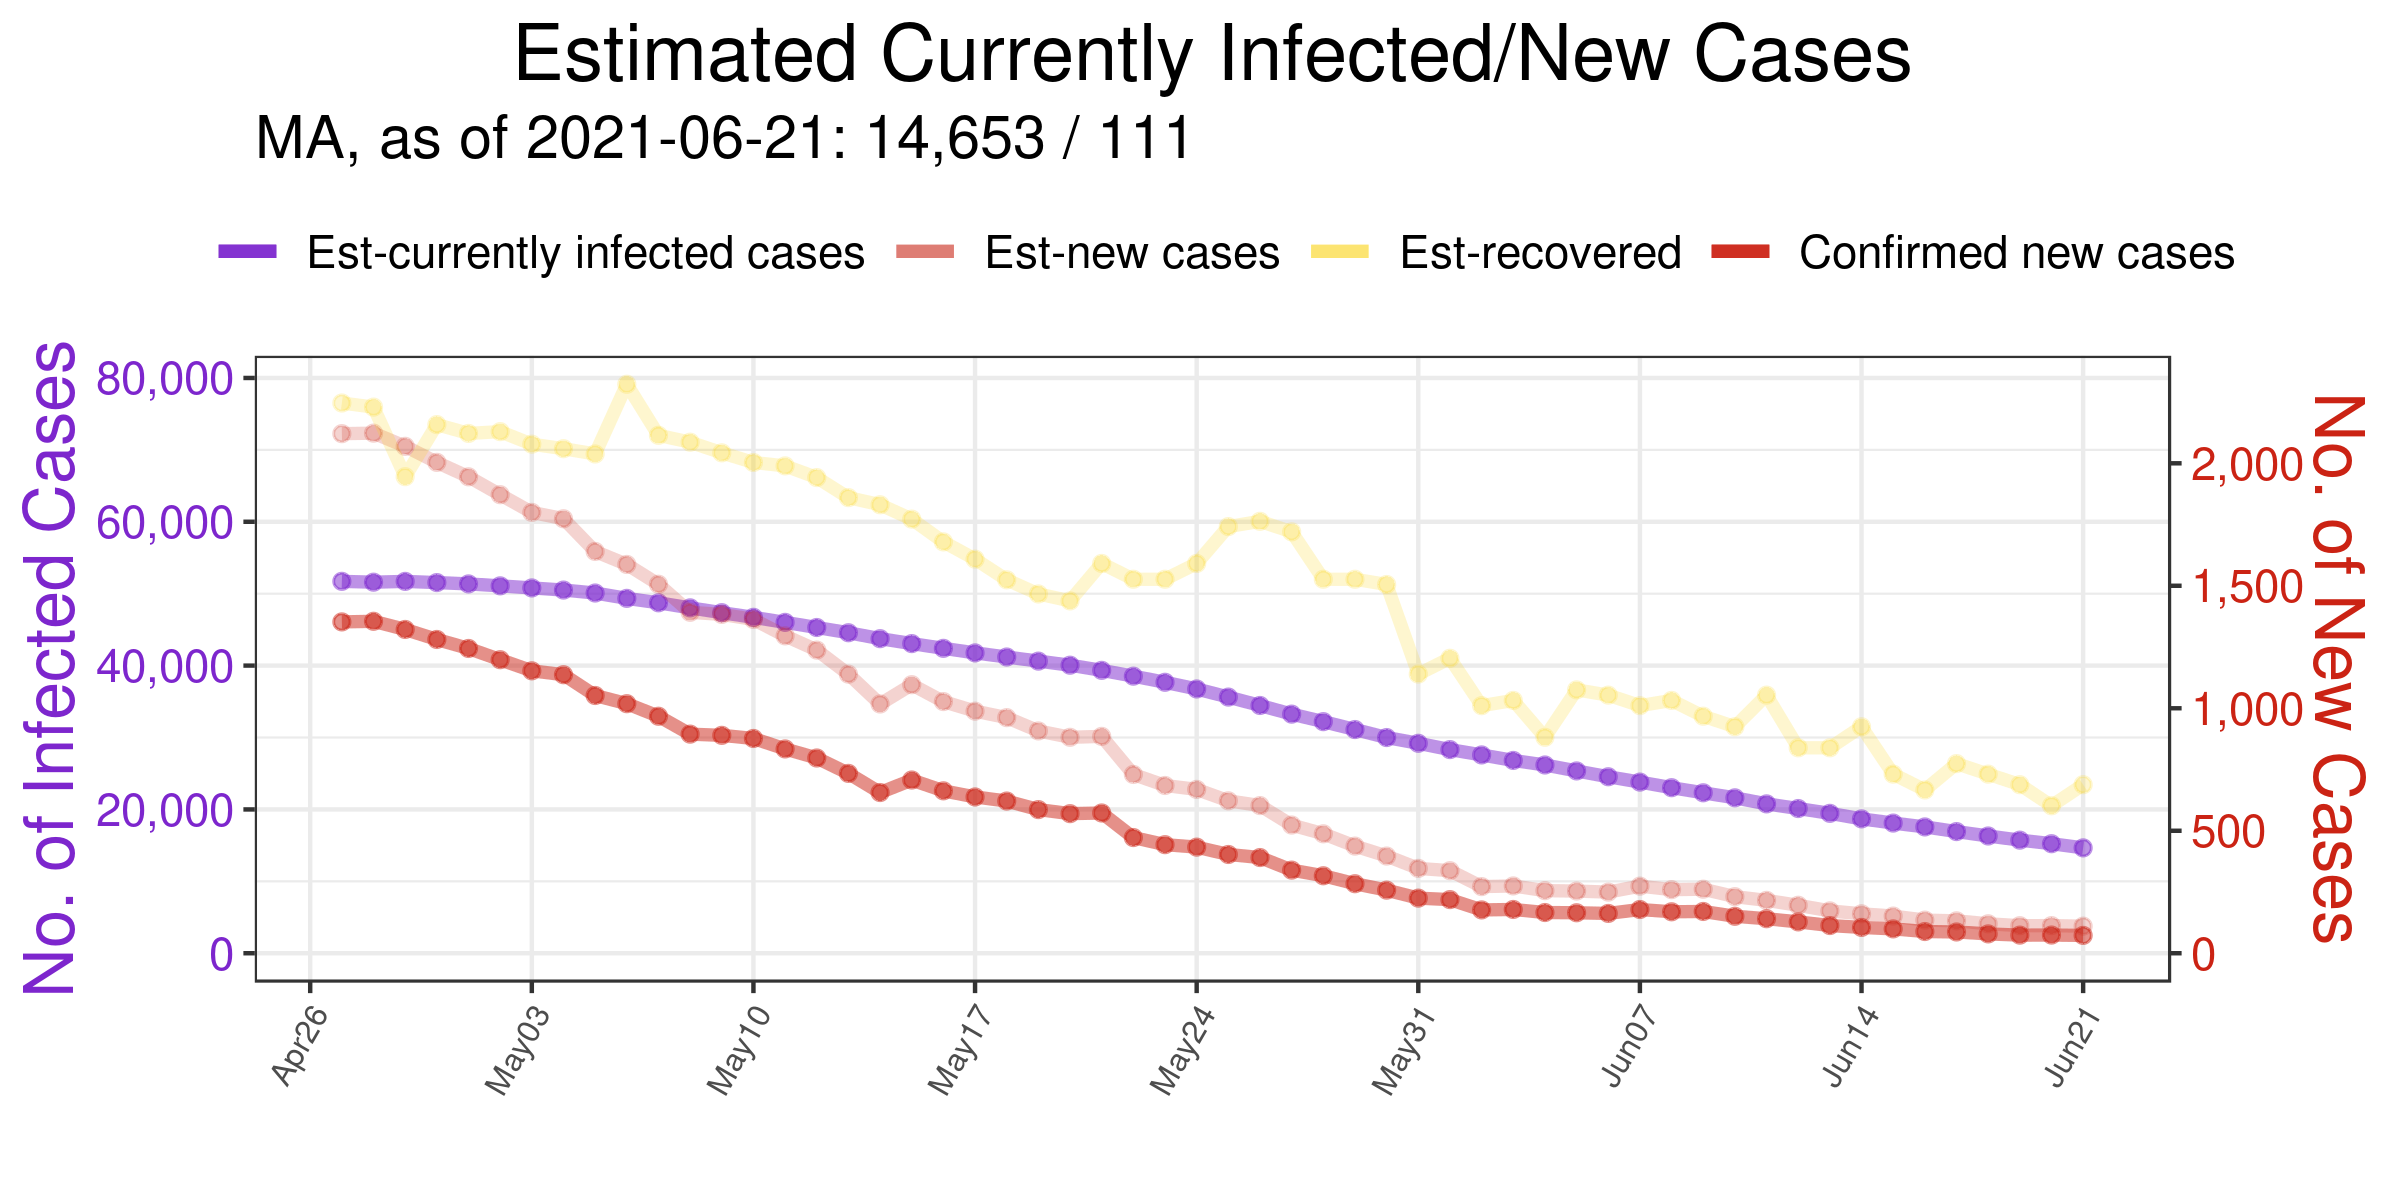 Estimated Currently Infected/New Cases
MA, as of 2021-06-21: 14,653 / 111
Est-currently infected cases Est-new cases Est-recovered Confirmed new cases
No. of Infected Cases
80,000
60,000
40,000
20,000
0
2,000
1,500
1,000
500
0
No. of New Cases
Apr26 May03 May10 May17 May24 May31 Jun07 Jun14 Jun21